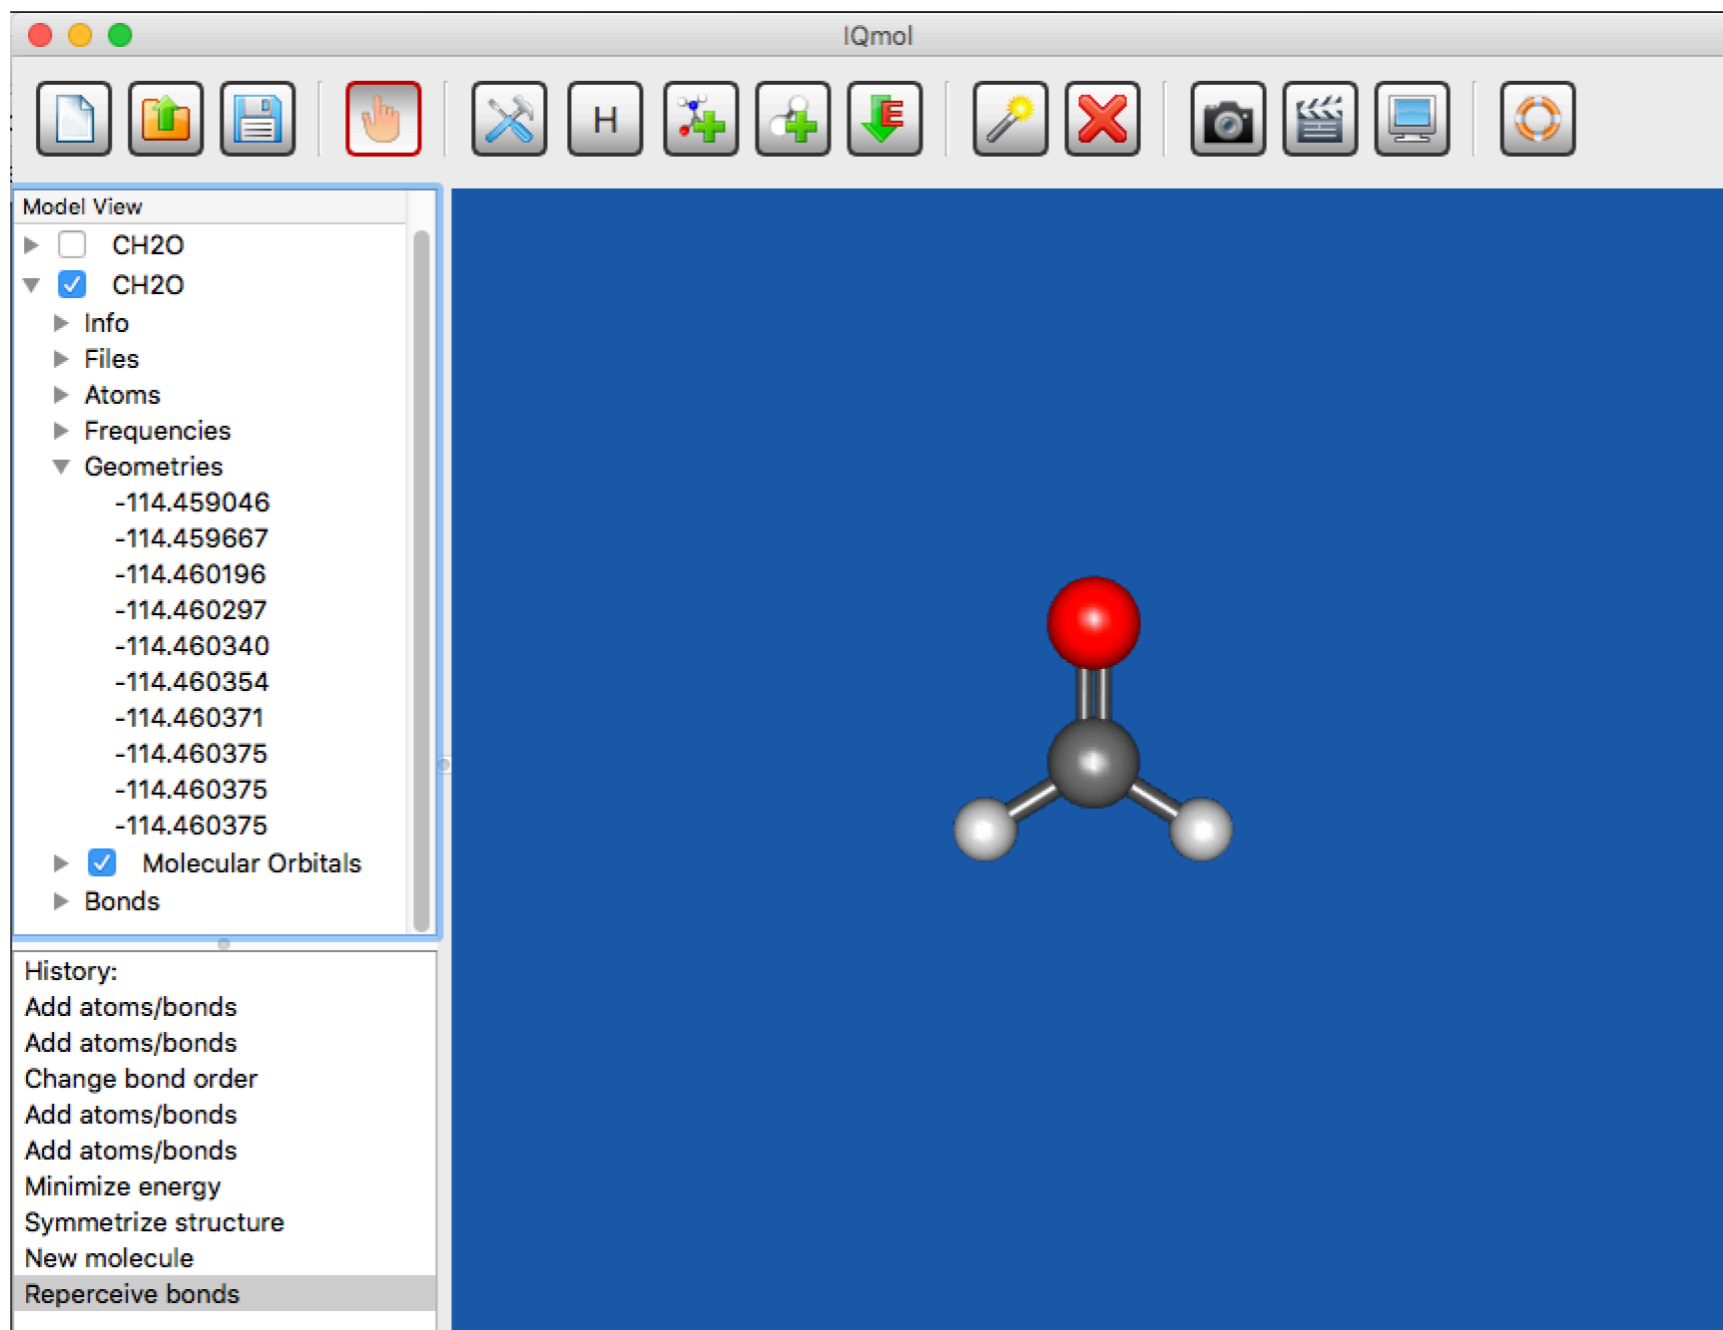 IQmol
H
E
Model View
CH2O
CH2O
Info
Files
Atoms
Frequencies
Geometries
-114.459046
-114.459667
-114.460196
-114.460297
-114.460340
-114.460354
-114.460371
-114.460375
-114.460375
-114.460375
Molecular Orbitals
Bonds
History:
Add atoms/bonds
Add atoms/bonds
Change bond order
Add atoms/bonds
Add atoms/bonds
Minimize energy
Symmetrize structure
New molecule
Reperceive bonds